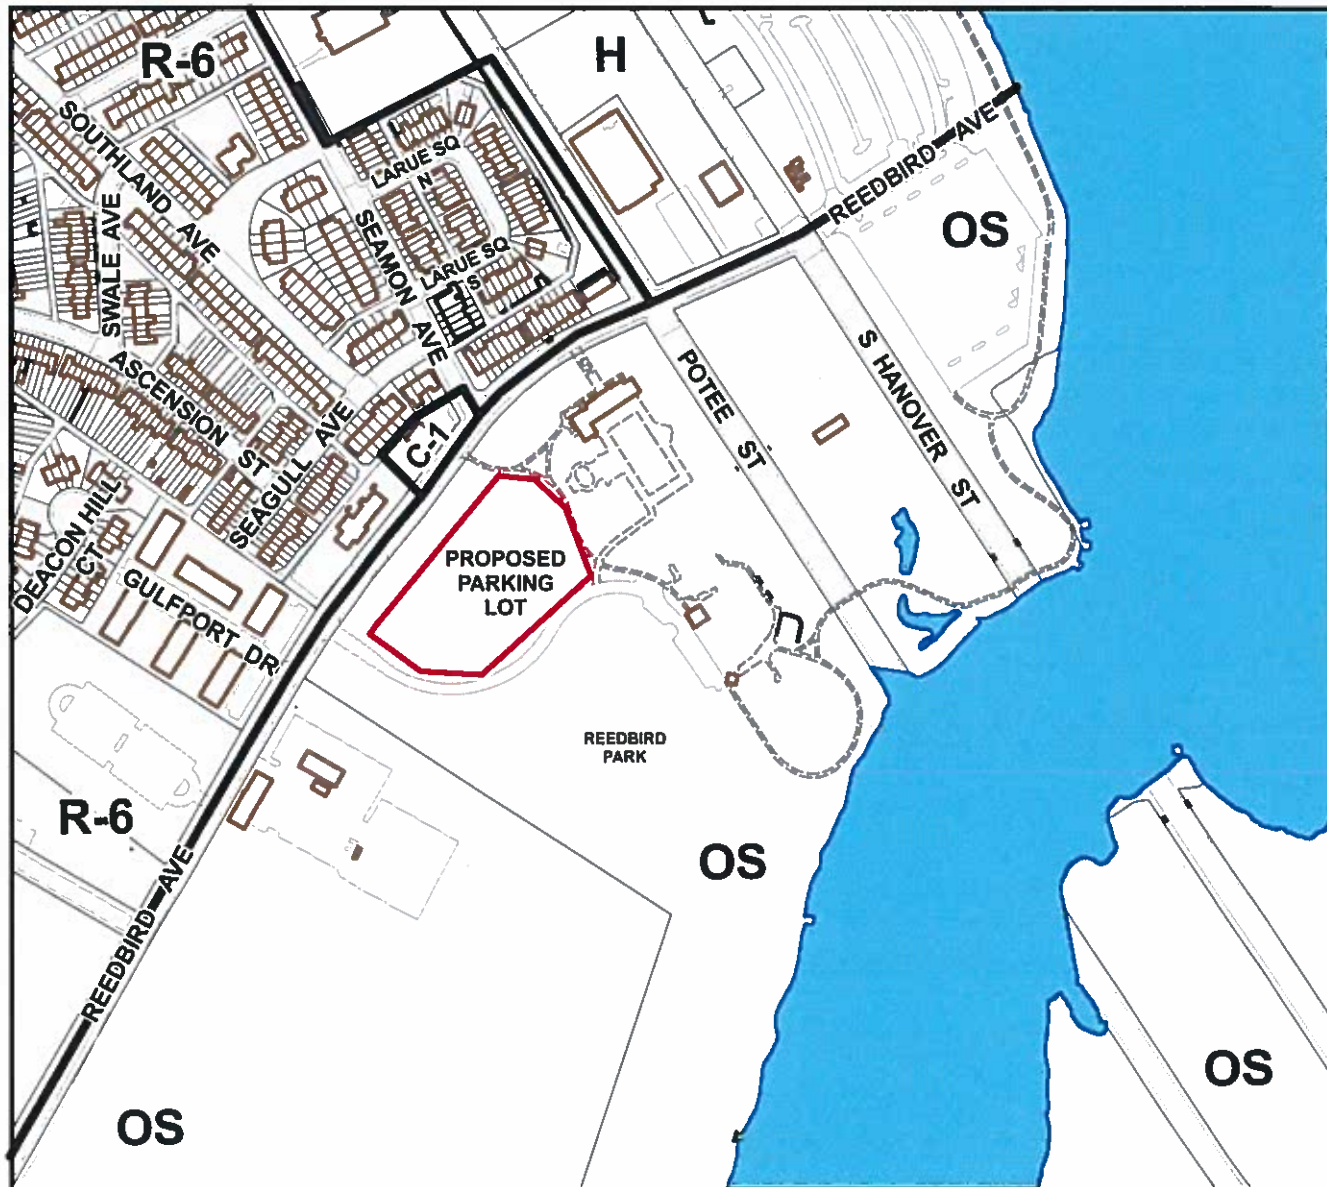 R-6
H
SOUTHLAND AVE
LARUE SQ
N
REEDBIRD AVE
OS
SWALE AVE
SEAMON AVE
LARUE SQ
S
ASCENSION ST
POTEE ST
S HANOVER ST
SEAGULL AVE
C-1
DEACON HILL
CT
GULFPORT DR
PROPOSED
PARKING
LOT
REEDBIRD
PARK
R-6
OS
REEDBIRD AVE
OS
OS